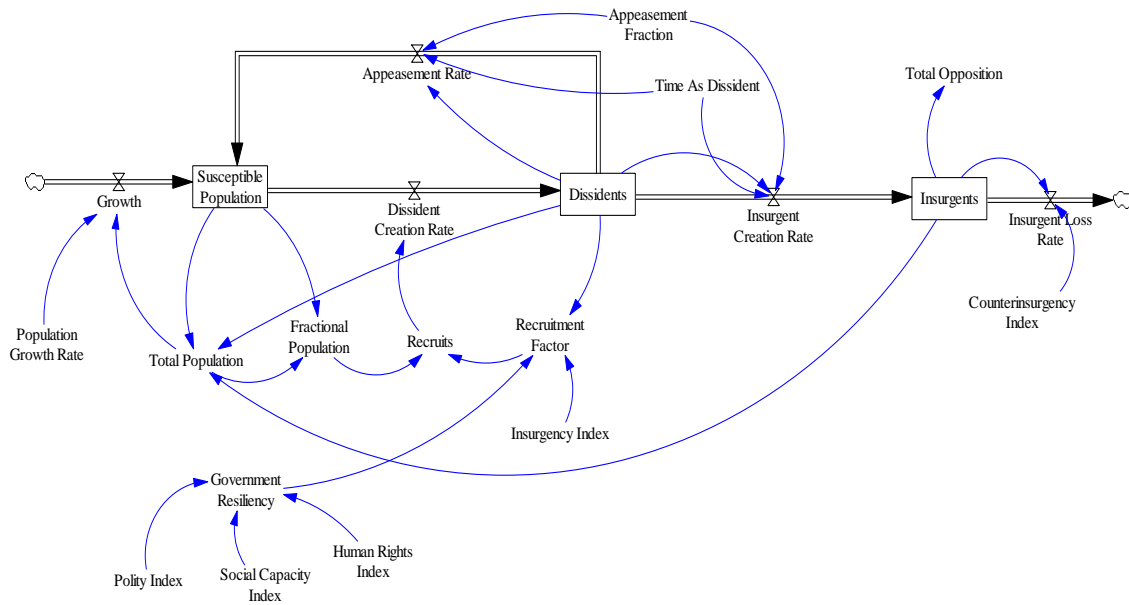 Appeasement
Fraction
Appeasement Rate
Time As Dissident
Total Opposition
Susceptible
Population
Growth
Dissident
Creation Rate
Dissidents
Insurgent
Creation Rate
Insurgents
Insurgent Loss
Rate
Population
Growth Rate
Total Population
Fractional
Population
Recruits
Recruitment
Factor
Counterinsurgency
Index
Insurgency Index
Government
Resiliency
Polity Index
Social Capacity
Index
Human Rights
Index